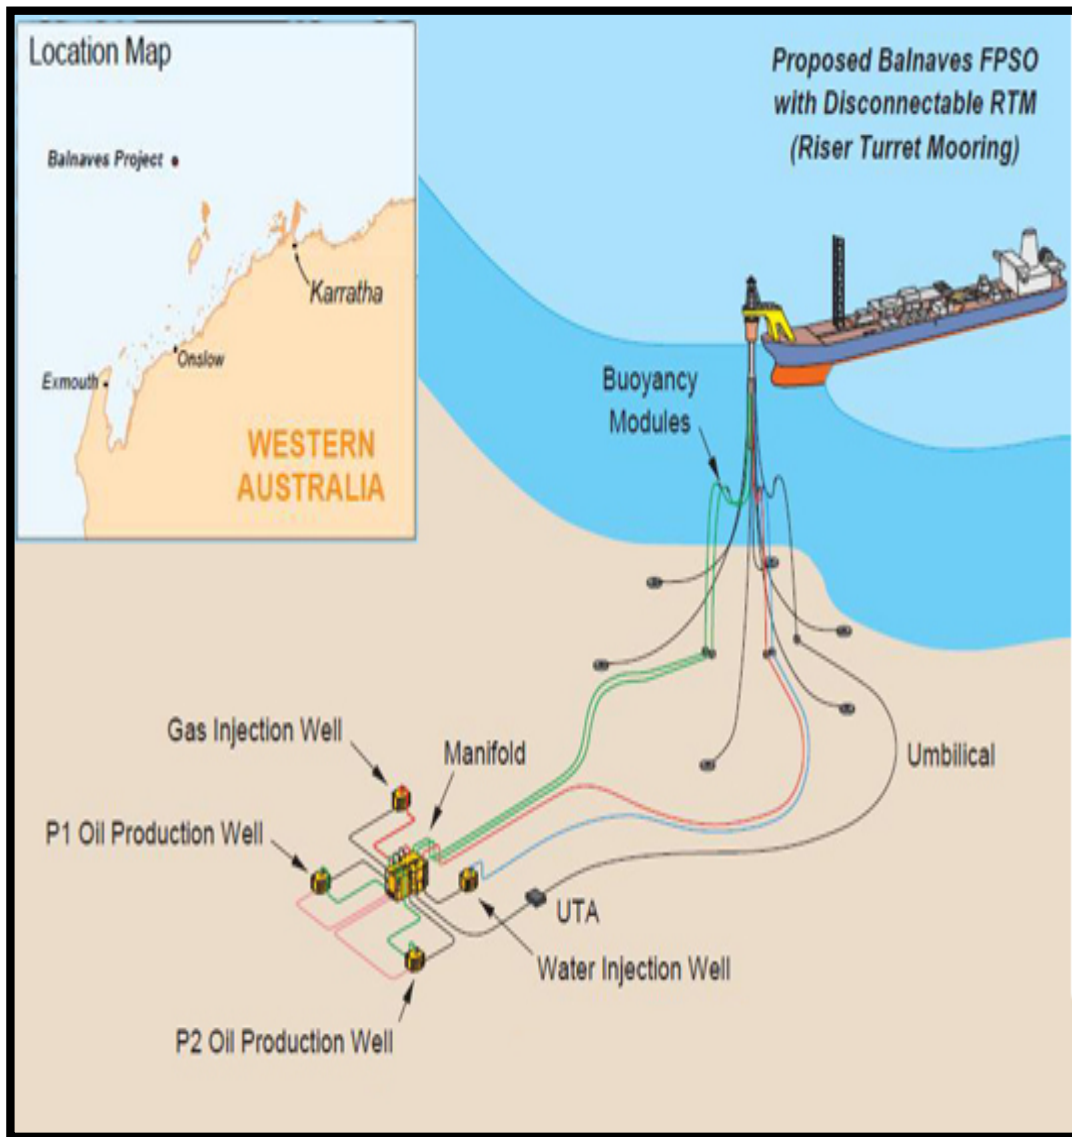 Location Map
Proposed Balnaves FPSO
with Disconnectable RTM
(Riser Turret Mooring)
Balnaves Project
Karratha
Onslow
Exmouth
WESTERN
AUSTRALIA
Buoyancy
Modules
Gas Injection Well
Manifold
Umbilical
P1 Oil Production Well
UTA
Water Injection Well
P2 Oil Production Well